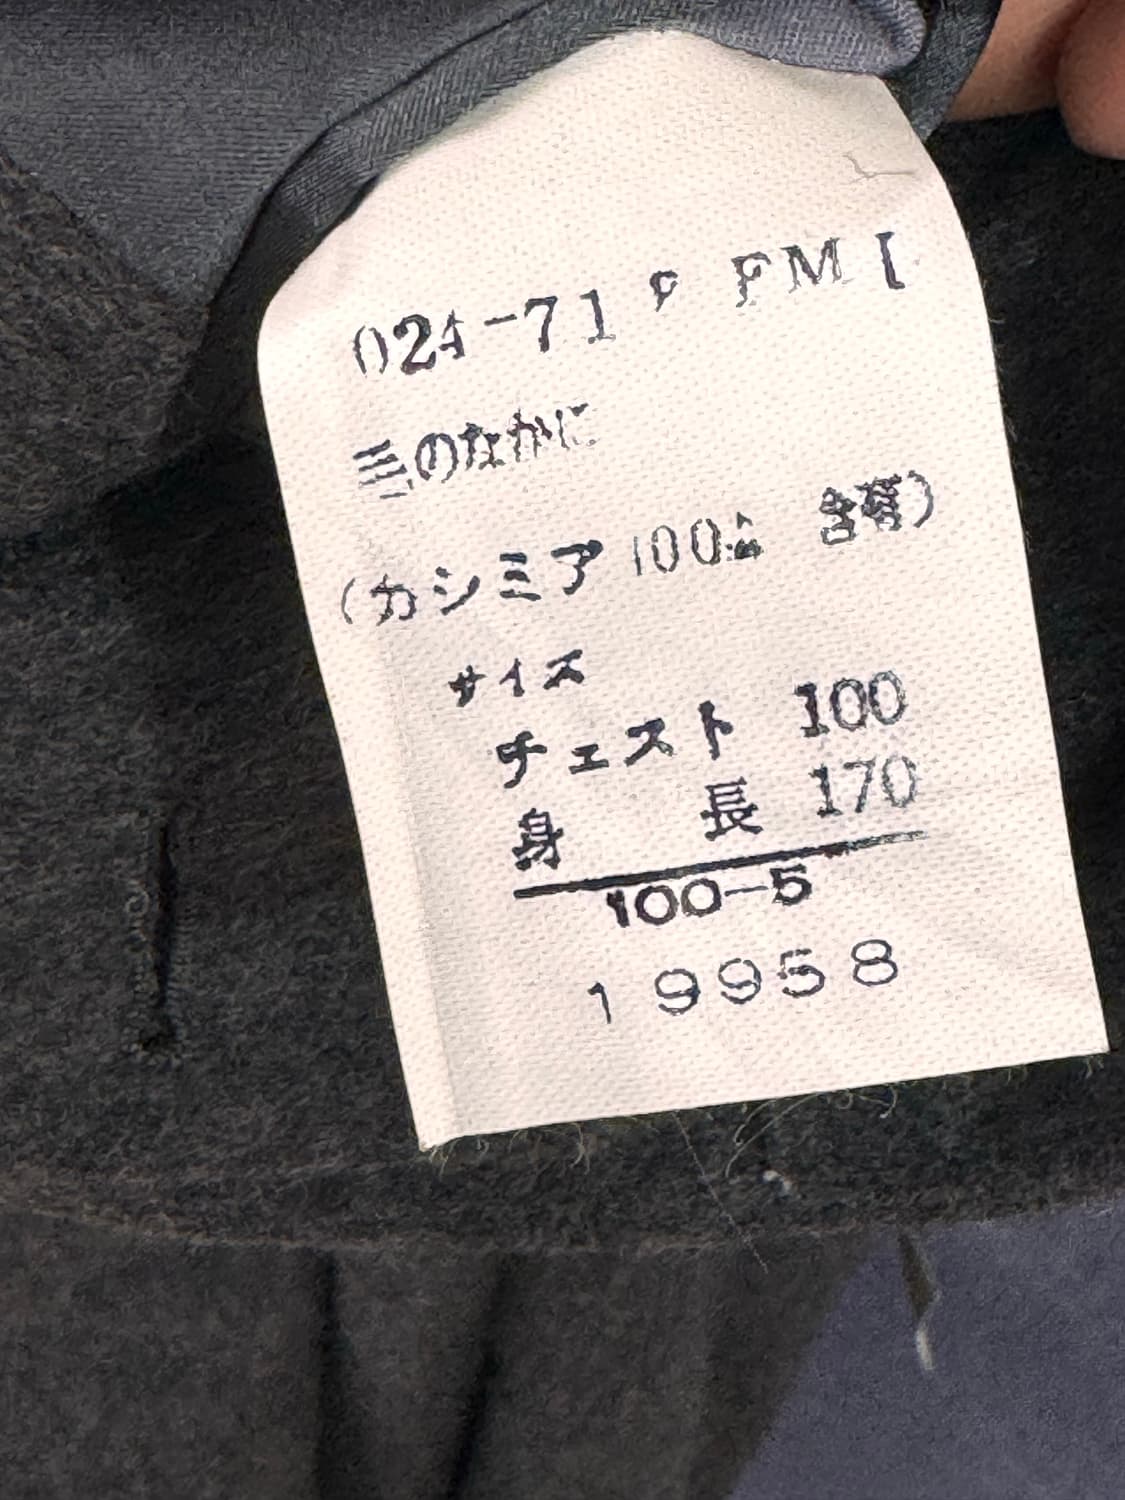 024-71 P FM
毛のなかに
(カシミア100% 含有)
サイズ
チェスト 100
身長 170
100-5
19958